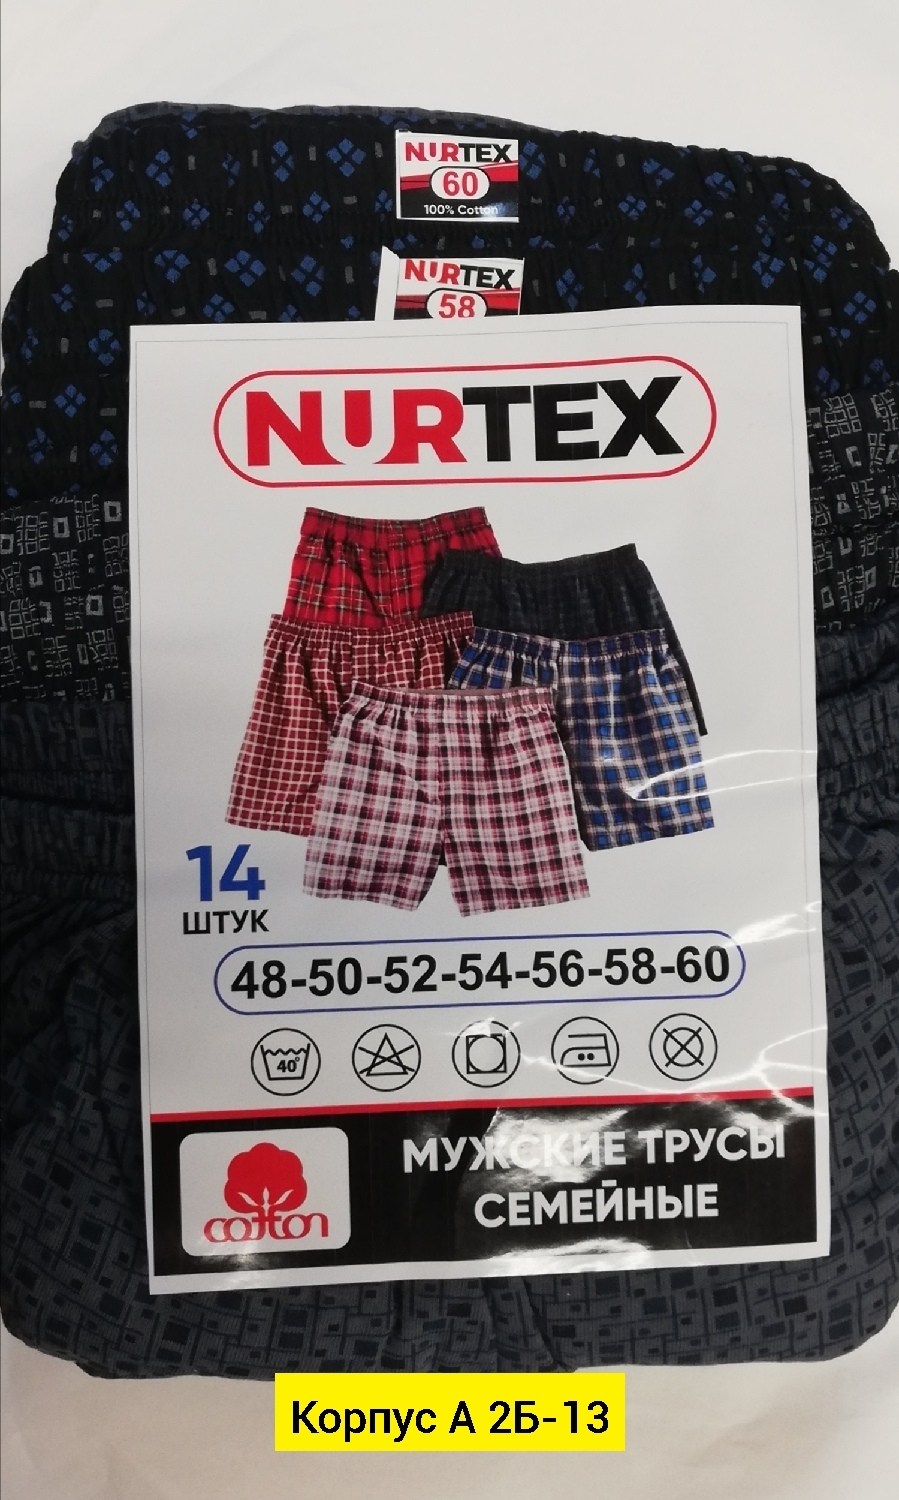 NURTEX
60
100% Cotton
NURTEX
58
NURTEX
14
ШТУК
48-50-52-54-56-58-60
40°
cotton
МУЖСКИЕ ТРУСЫ
СЕМЕЙНЫЕ
Корпус А 2Б-13